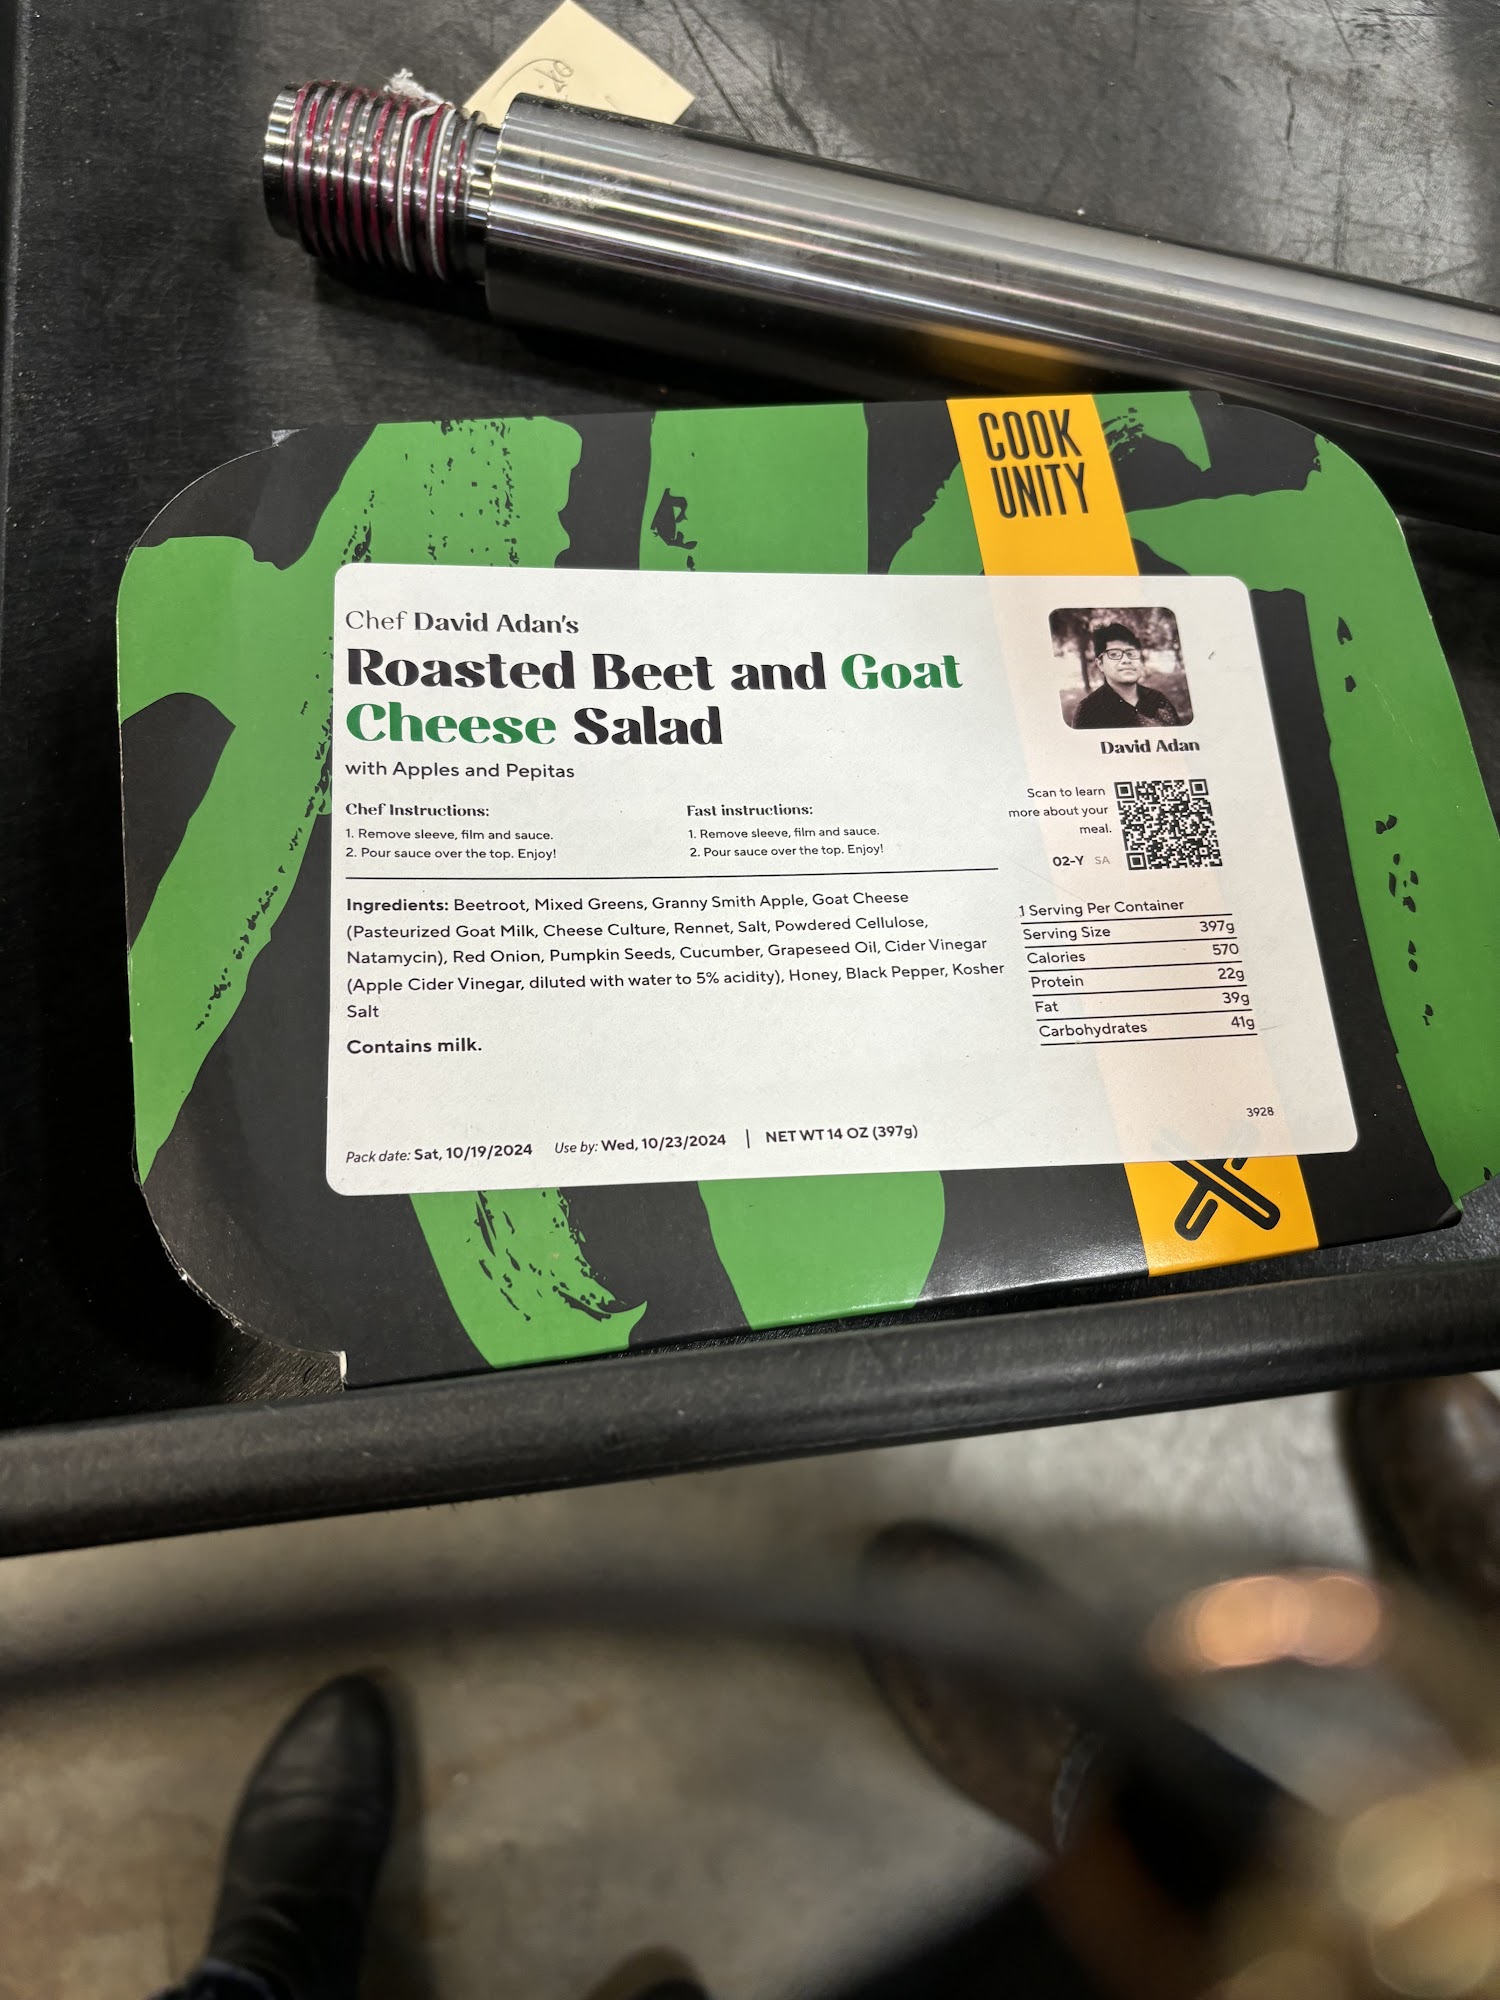 COOK
UNITY
Chef David Adan's
Roasted Beet and Goat
Cheese Salad
with Apples and Pepitas
Chef Instructions:
1. Remove sleeve, film and sauce.
2. Pour sauce over the top. Enjoy!
Fast instructions:
1. Remove sleeve, film and sauce.
2. Pour sauce over the top. Enjoy!
Ingredients: Beetroot, Mixed Greens, Granny Smith Apple, Goat Cheese
(Pasteurized Goat Milk, Cheese Culture, Rennet, Salt, Powdered Cellulose,
Natamycin), Red Onion, Pumpkin Seeds, Cucumber, Grapeseed Oil, Cider Vinegar
(Apple Cider Vinegar, diluted with water to 5% acidity), Honey, Black Pepper, Kosher
Salt
Contains milk.
Pack date: Sat, 10/19/2024 Use by: Wed, 10/23/2024 | NET WT 14 OZ (397g)
David Adan
Scan to learn
more about your
meal.
02-Y SA
1 Serving Per Container
Serving Size 397g
Calories 570
Protein 22g
Fat 39g
Carbohydrates 41g
3928